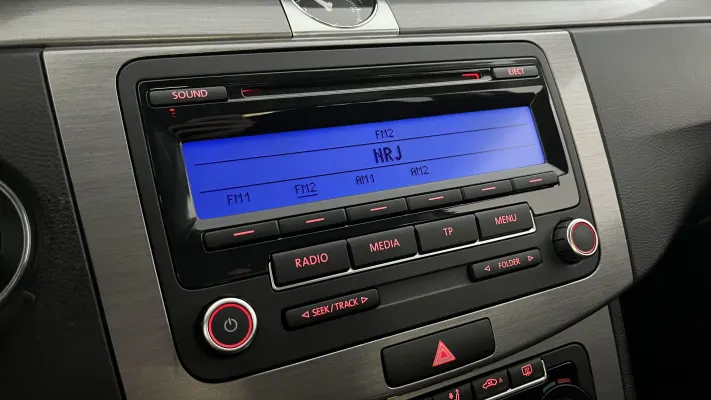 SOUND
EJECT
FM2
NRJ
FM1 FM2 AM1 AM2
RADIO MEDIA TP MENU
◁ SEEK/TRACK ▷
◁ FOLDER ▷
A